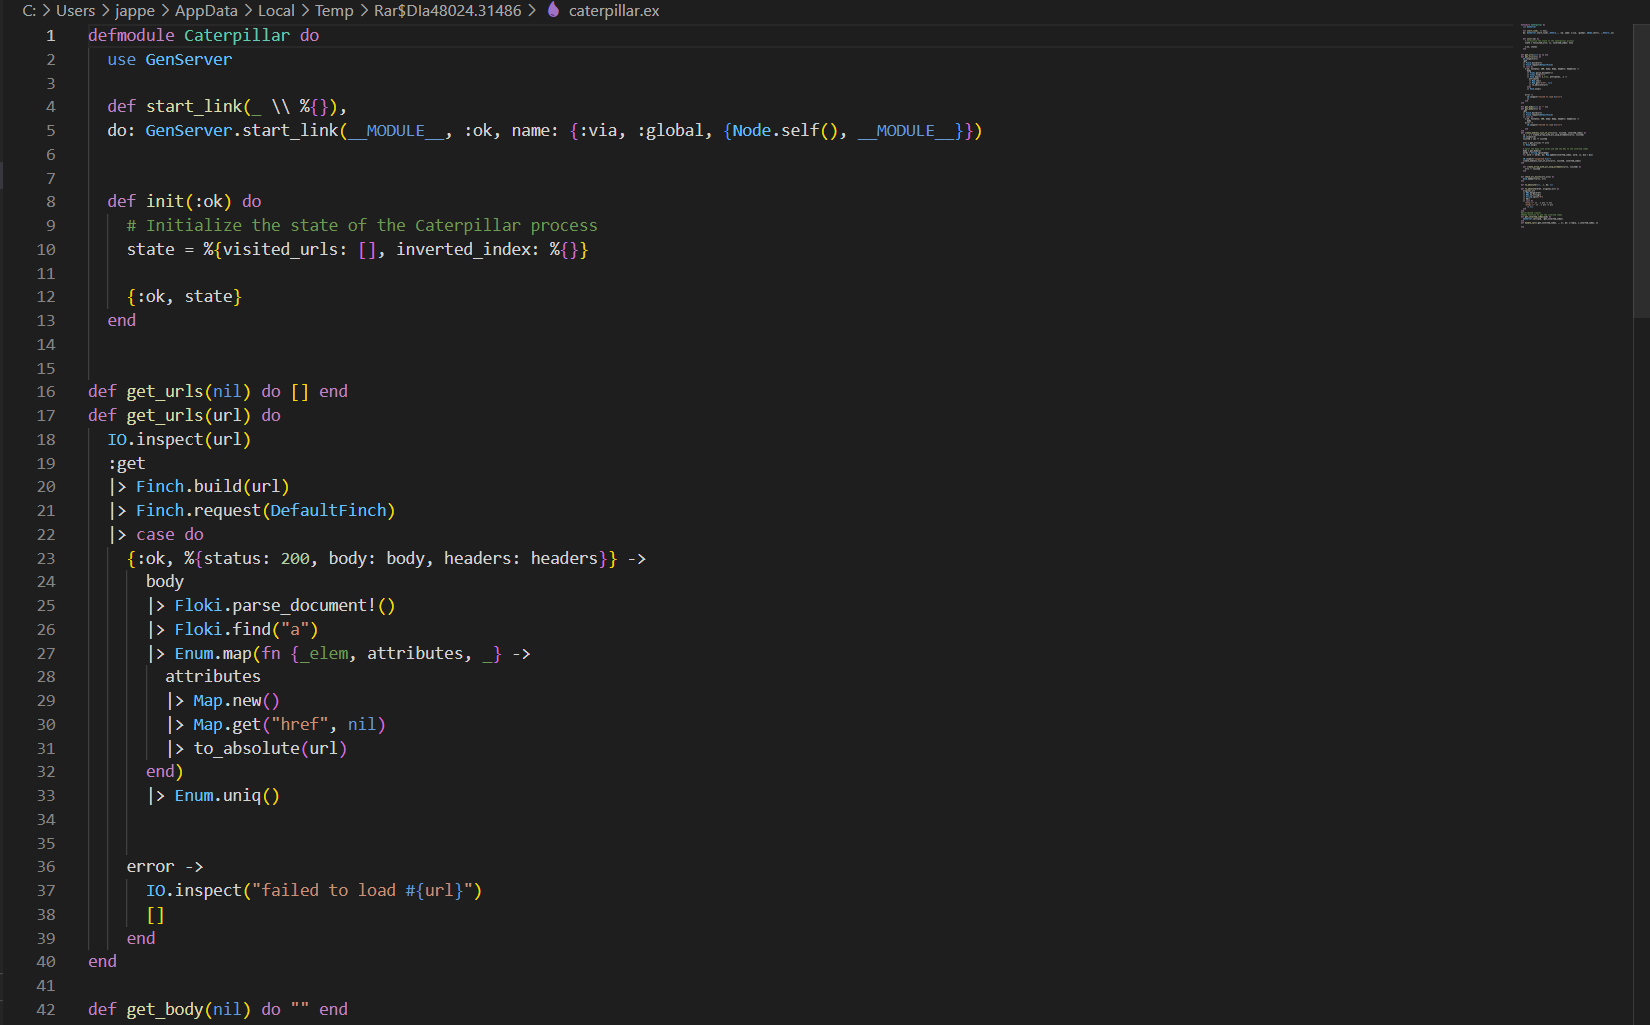 C: > Users > jappe > AppData > Local > Temp > Rar$DIa48024.31486 > caterpillar.ex
1 defmodule Caterpillar do
2   use GenServer
3
4   def start_link(_ \\ %{}),
5   do: GenServer.start_link(__MODULE__, :ok, name: {:via, :global, {Node.self(), __MODULE__}})
6
7
8   def init(:ok) do
9     # Initialize the state of the Caterpillar process
10     state = %{visited_urls: [], inverted_index: %{}}
11
12     {:ok, state}
13   end
14
15
16 def get_urls(nil) do [] end
17 def get_urls(url) do
18   IO.inspect(url)
19   :get
20   |> Finch.build(url)
21   |> Finch.request(DefaultFinch)
22   |> case do
23     {:ok, %{status: 200, body: body, headers: headers}} ->
24       body
25       |> Floki.parse_document!()
26       |> Floki.find("a")
27       |> Enum.map(fn {_elem, attributes, _} ->
28         attributes
29         |> Map.new()
30         |> Map.get("href", nil)
31         |> to_absolute(url)
32       end)
33       |> Enum.uniq()
34
35
36     error ->
37       IO.inspect("failed to load #{url}")
38       []
39     end
40 end
41
42 def get_body(nil) do "" end